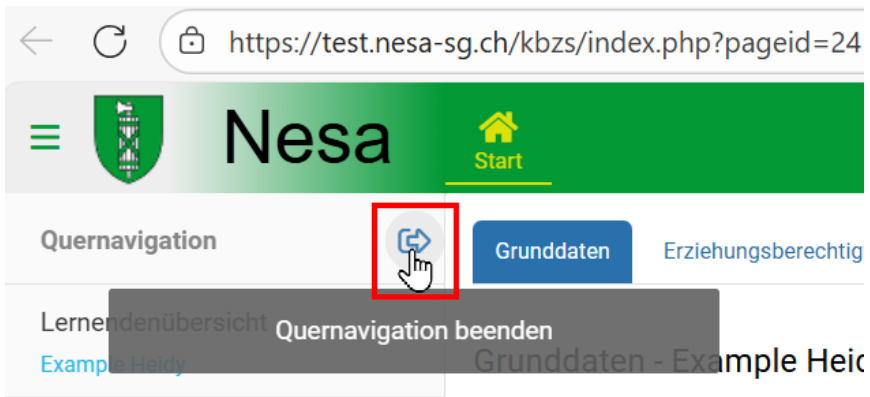 https://test.nesa-sg.ch/kbzs/index.php?pageid=24
Nesa
Start
Quernavigation
Grunddaten
Erziehungsberechtig
Lernendenübersicht
Quernavigation beenden
Example Heidy
Grunddaten - Example Heid